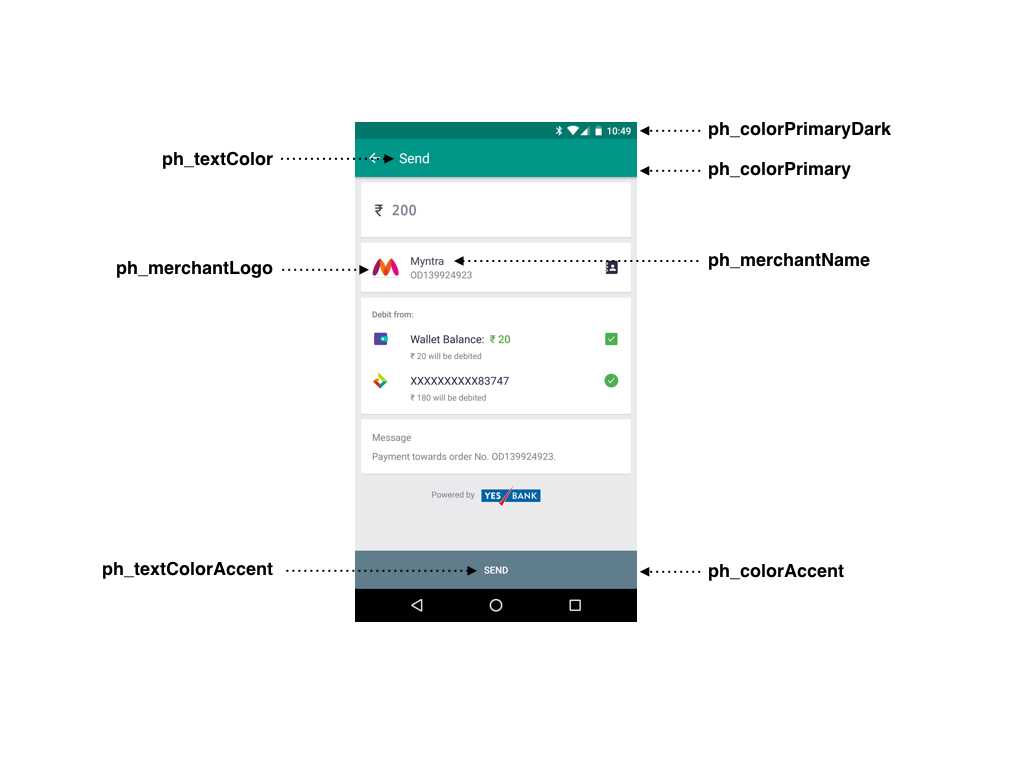 10:49
ph_colorPrimaryDark
ph_textColor
Send
ph_colorPrimary
₹ 200
ph_merchantLogo
Myntra
OD139924923
ph_merchantName
Debit from:
Wallet Balance: ₹ 20
₹ 20 will be debited
XXXXXXXXXX83747
₹ 180 will be debited
Message
Payment towards order No. OD139924923.
Powered by YES BANK
ph_textColorAccent
SEND
ph_colorAccent